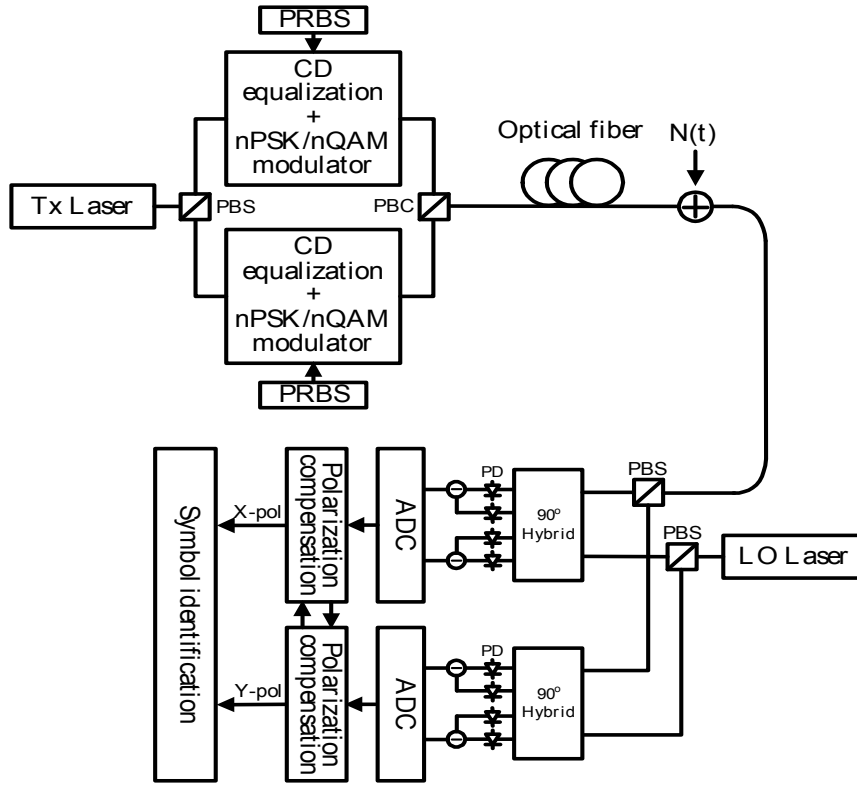 PRBS
CD
equalization
+
nPSK/nQAM
modulator
Optical fiber
N(t)
Tx Laser
PBS
PBC
CD
equalization
+
nPSK/nQAM
modulator
PRBS
Symbol identification
X-pol
Polarization
compensation
ADC
PD
90º
Hybrid
PBS
PBS
LO Laser
Y-pol
Polarization
compensation
ADC
PD
90º
Hybrid